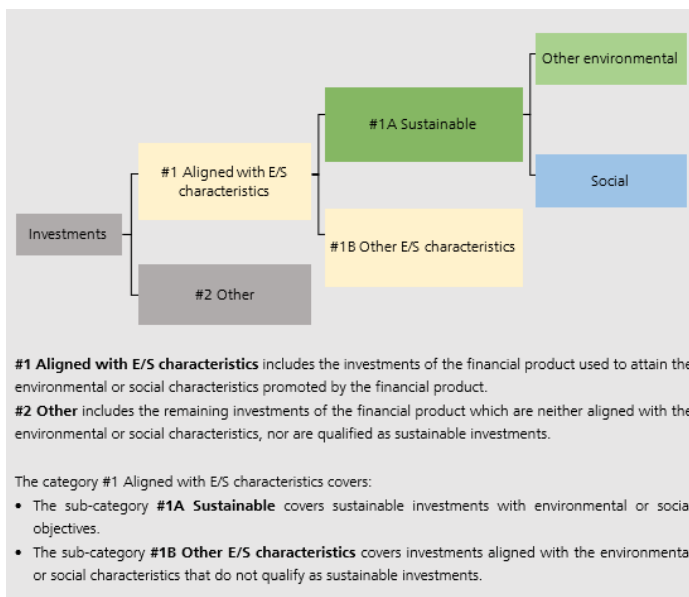 Other environmental
#1A Sustainable
#1 Aligned with E/S
characteristics
Social
Investments
#1B Other E/S characteristics
#2 Other
#1 Aligned with E/S characteristics includes the investments of the financial product used to attain the
environmental or social characteristics promoted by the financial product.
#2 Other includes the remaining investments of the financial product which are neither aligned with the
environmental or social characteristics, nor are qualified as sustainable investments.
The category #1 Aligned with E/S characteristics covers:
• The sub-category #1A Sustainable covers sustainable investments with environmental or social
objectives.
• The sub-category #1B Other E/S characteristics covers investments aligned with the environmental
or social characteristics that do not qualify as sustainable investments.